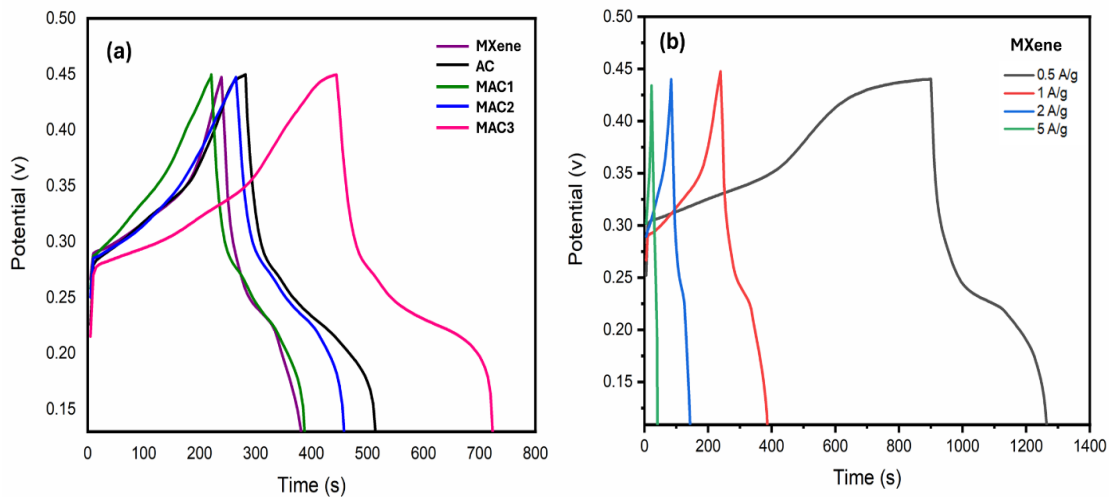 (a)
MXene
AC
MAC1
MAC2
MAC3
0.50
0.45
0.40
0.35
0.30
0.25
0.20
0.15
Potential (v)
0 100 200 300 400 500 600 700 800
Time (s)
(b)
MXene
0.5 A/g
1 A/g
2 A/g
5 A/g
0.50
0.45
0.40
0.35
0.30
0.25
0.20
0.15
Potential (v)
0 200 400 600 800 1000 1200 1400
Time (s)